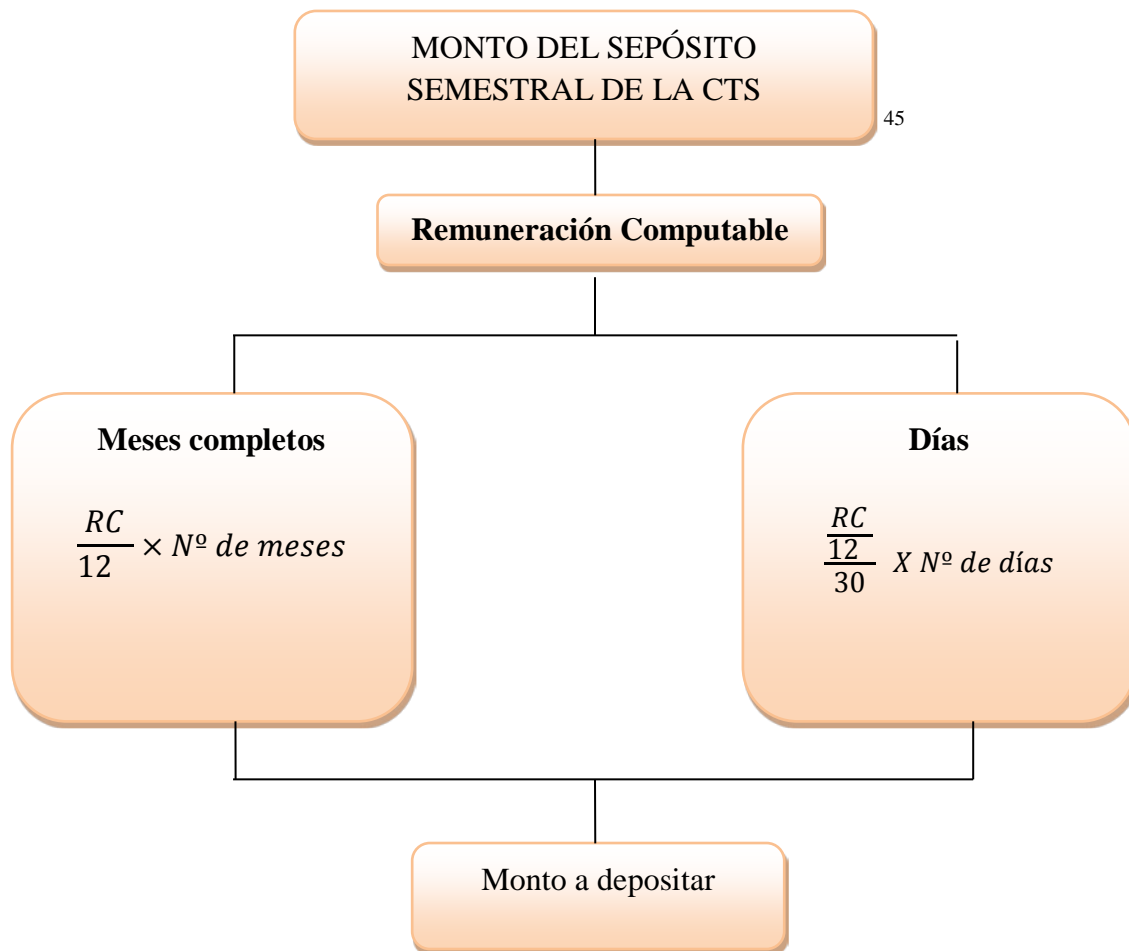 MONTO DEL SEPÓSITO
SEMESTRAL DE LA CTS
45
Remuneración Computable
Meses completos
RC
12
× Nº de meses
Días
RC
12
30
X Nº de días
Monto a depositar